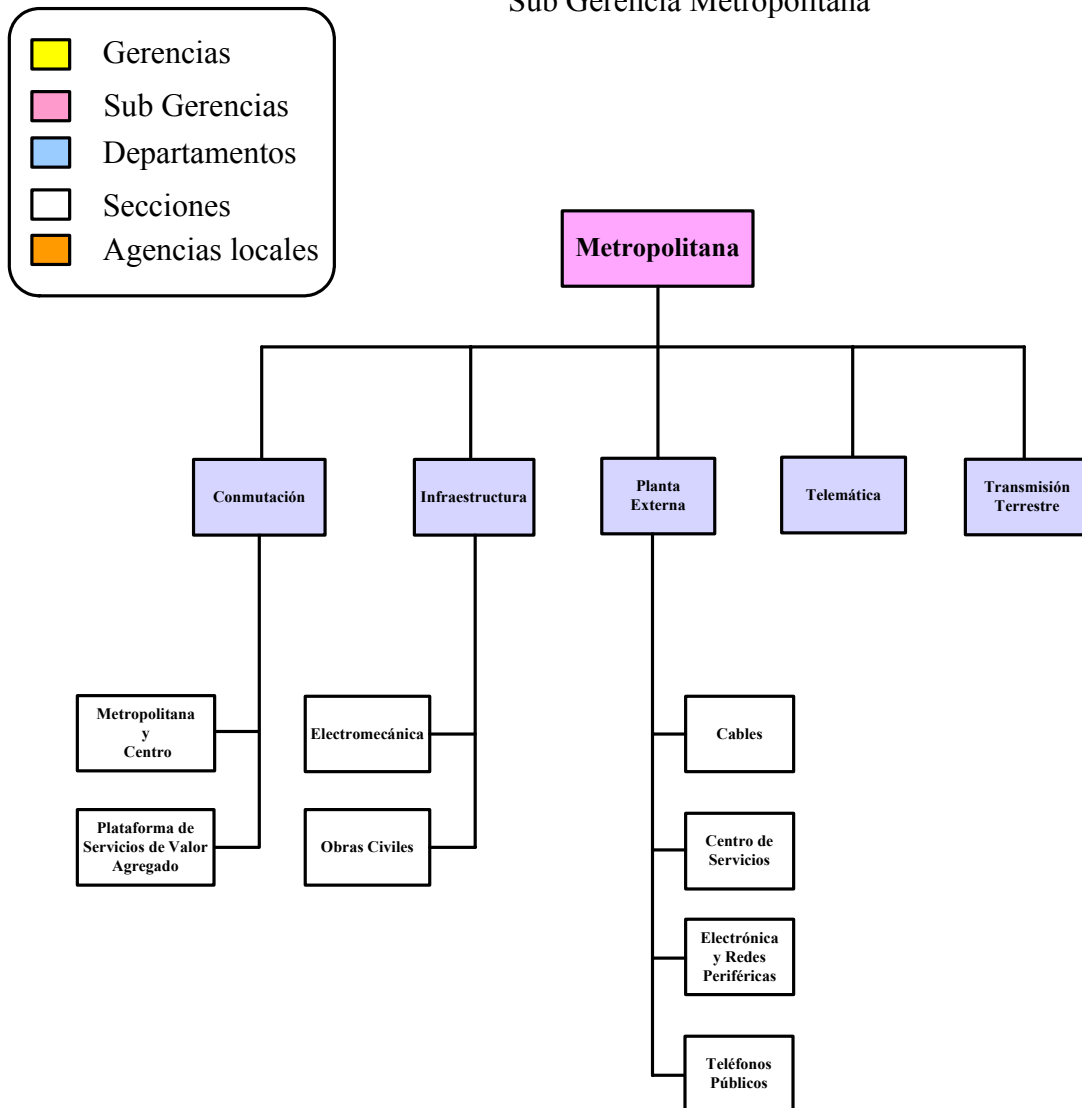 Sub Gerencia Metropolitana
Gerencias
Sub Gerencias
Departamentos
Secciones
Agencias locales
Metropolitana
Conmutación
Infraestructura
Planta
Externa
Telemática
Transmisión
Terrestre
Metropolitana
y
Centro
Electromecánica
Cables
Plataforma de
Servicios de Valor
Agregado
Obras Civiles
Centro de
Servicios
Electrónica
y Redes
Periféricas
Teléfonos
Públicos